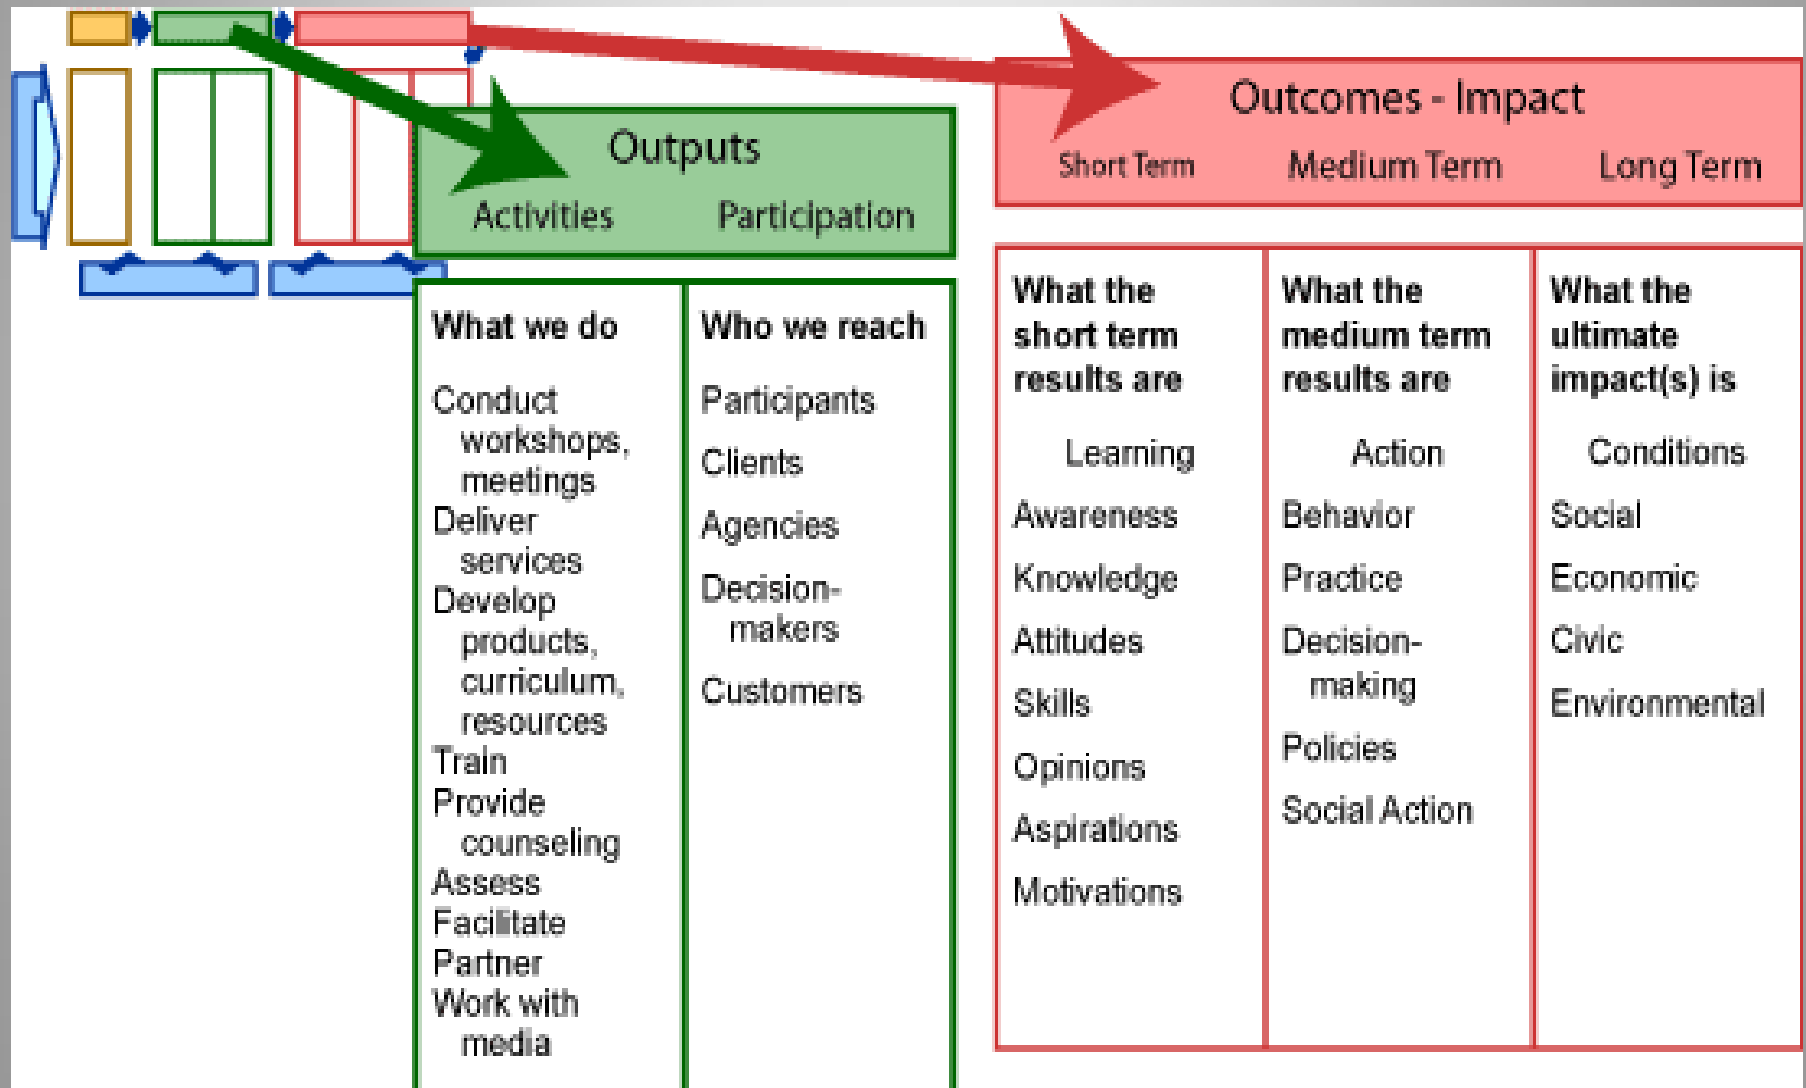 Outputs
Activities
Participation
What we do
Conduct
workshops,
meetings
Deliver
services
Develop
products,
curriculum,
resources
Train
Provide
counseling
Assess
Facilitate
Partner
Work with
media
Who we reach
Participants
Clients
Agencies
Decision-
makers
Customers
Outcomes - Impact
Short Term
Medium Term
Long Term
What the
short term
results are
Learning
Awareness
Knowledge
Attitudes
Skills
Opinions
Aspirations
Motivations
What the
medium term
results are
Action
Behavior
Practice
Decision-
making
Policies
Social Action
What the
ultimate
impact(s) is
Conditions
Social
Economic
Civic
Environmental